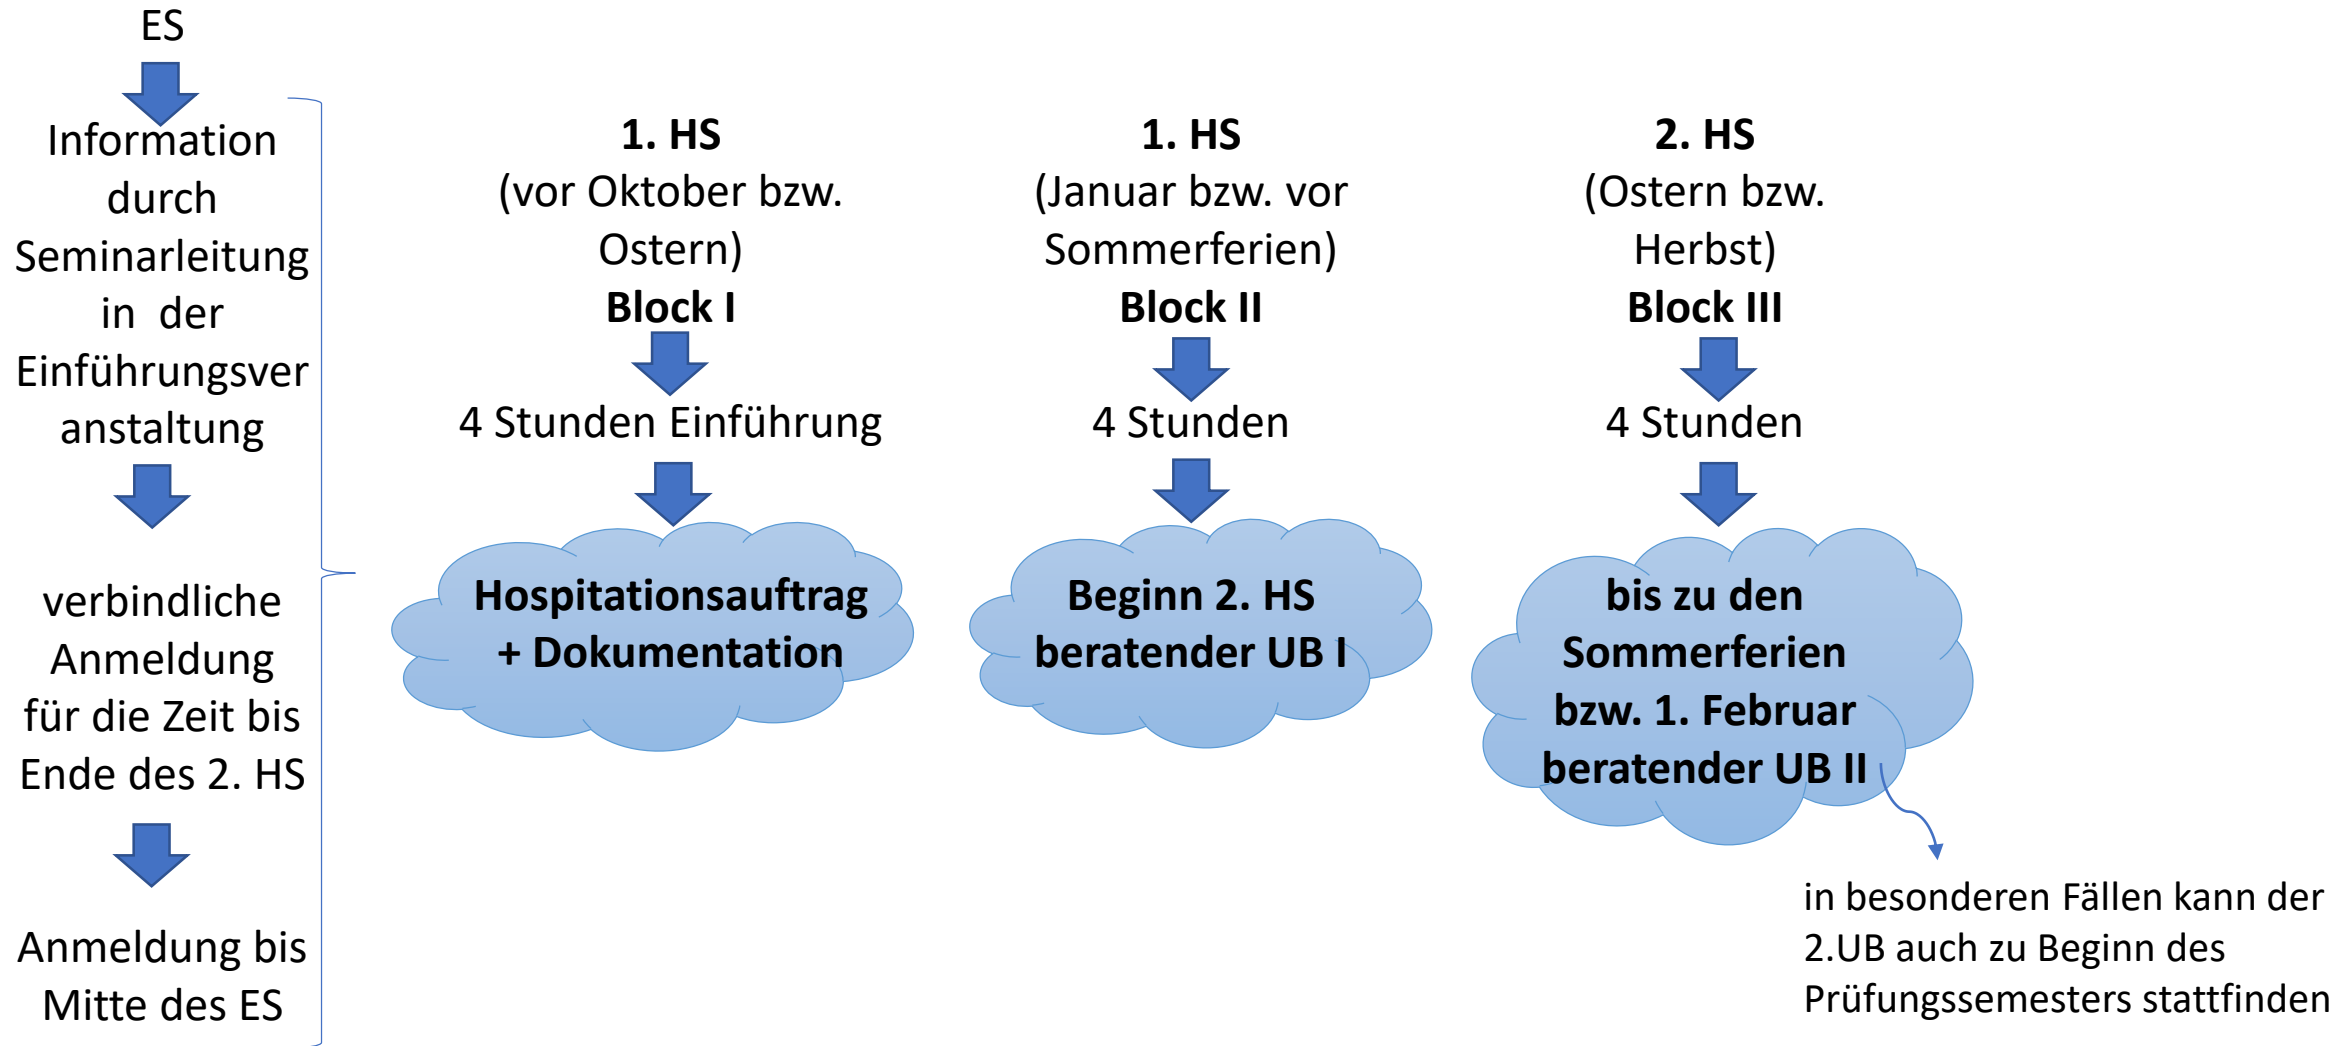 ES
Information
durch
Seminarleitung
in der
Einführungsver
anstaltung
verbindliche
Anmeldung
für die Zeit bis
Ende des 2. HS
Anmeldung bis
Mitte des ES
1. HS
(vor Oktober bzw.
Ostern)
Block I
4 Stunden Einführung
Hospitationsauftrag
+ Dokumentation
1. HS
(Januar bzw. vor
Sommerferien)
Block II
4 Stunden
Beginn 2. HS
beratender UB I
2. HS
(Ostern bzw.
Herbst)
Block III
4 Stunden
bis zu den
Sommerferien
bzw. 1. Februar
beratender UB II
in besonderen Fällen kann der
2.UB auch zu Beginn des
Prüfungssemesters stattfinden